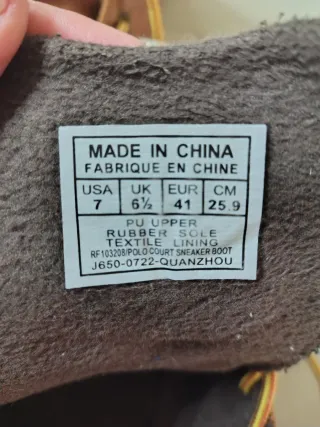 MADE IN CHINA
FABRIQUE EN CHINE
USA UK EUR CM
7 6½ 41 25.9
PU UPPER
RUBBER SOLE
TEXTILE LINING
RF103208/POLO COURT SNEAKER BOOT
J650-0722-QUANZHOU